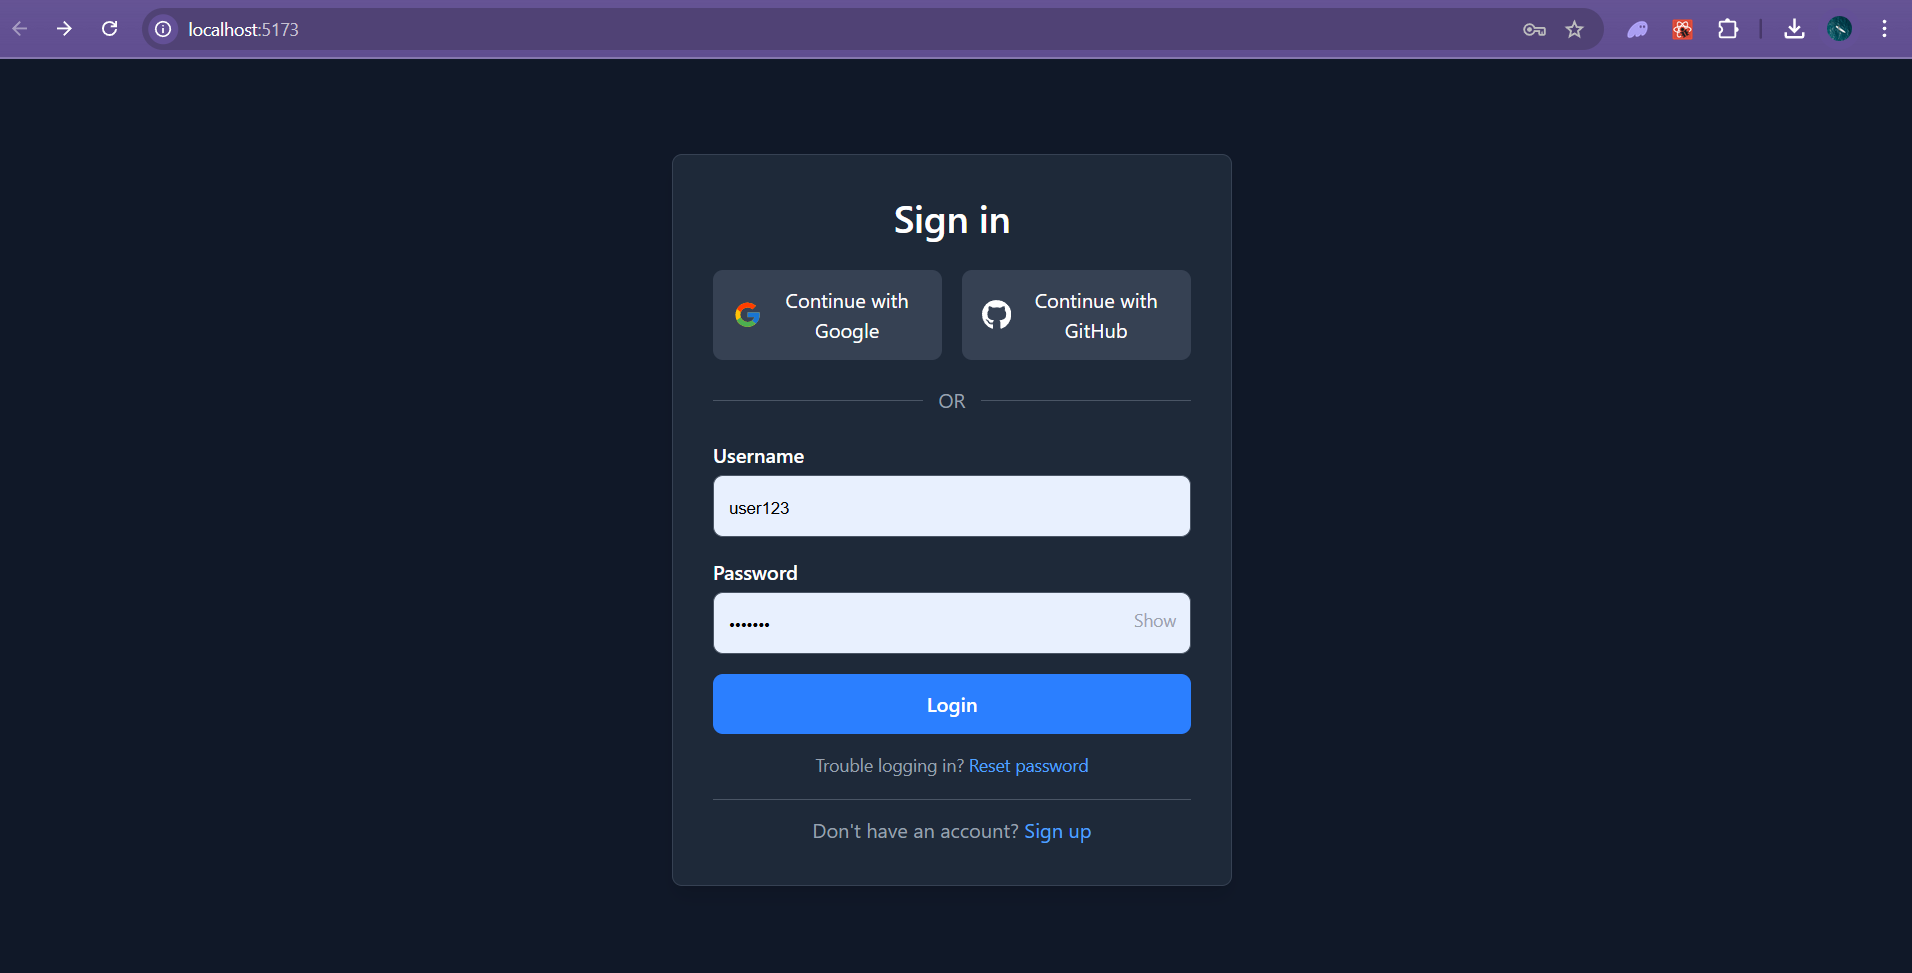 localhost:5173
Sign in
Continue with
Google
Continue with
GitHub
OR
Username
user123
Password
•••••••
Show
Login
Trouble logging in? Reset password
Don't have an account? Sign up